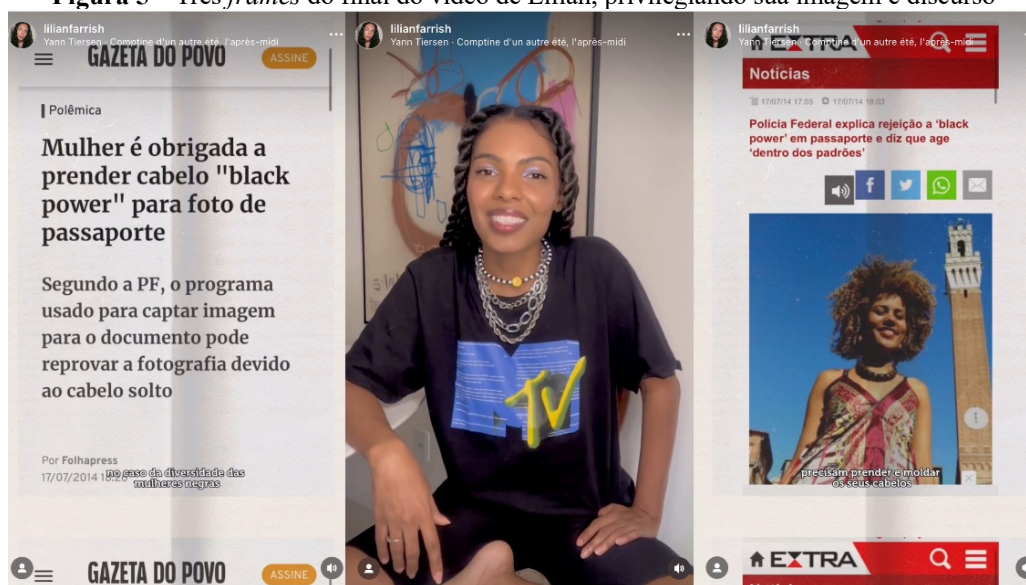 Figura 3 – Três frames do final do vídeo de Lilian, privilegiando sua imagem e discurso
lilianfarrish
Yann Tiersen · Comptine d'un autre été, l'après-midi
GAZETA DO POVO
ASSINE
Polêmica
Mulher é obrigada a
prender cabelo "black
power" para foto de
passaporte
Segundo a PF, o programa
usado para captar imagem
para o documento pode
reprovar a fotografia devido
ao cabelo solto
Por Folhapress
17/07/2014
no caso da diversidade das
mulheres negras
GAZETA DO POVO
ASSINE
lilianfarrish
Yann Tiersen · Comptine d'un autre été, l'après-midi
MTV
lilianfarrish
Yann Tiersen · Comptine d'un autre été, l'après-midi
EXTRA
Notícias
17/07/14 17:55 17/07/14 18:03
Polícia Federal explica rejeição a 'black
power' em passaporte e diz que age
'dentro dos padrões'
precisam prender e moldar
os seus cabelos
EXTRA